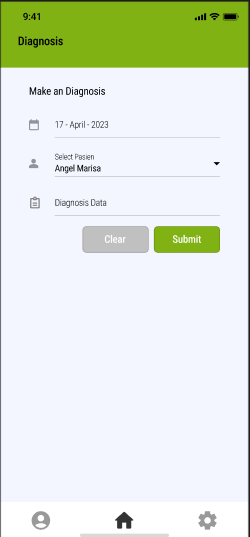 9:41
Diagnosis
Make an Diagnosis
17 - April - 2023
Select Pasien
Angel Marisa
Diagnosis Data
Clear
Submit